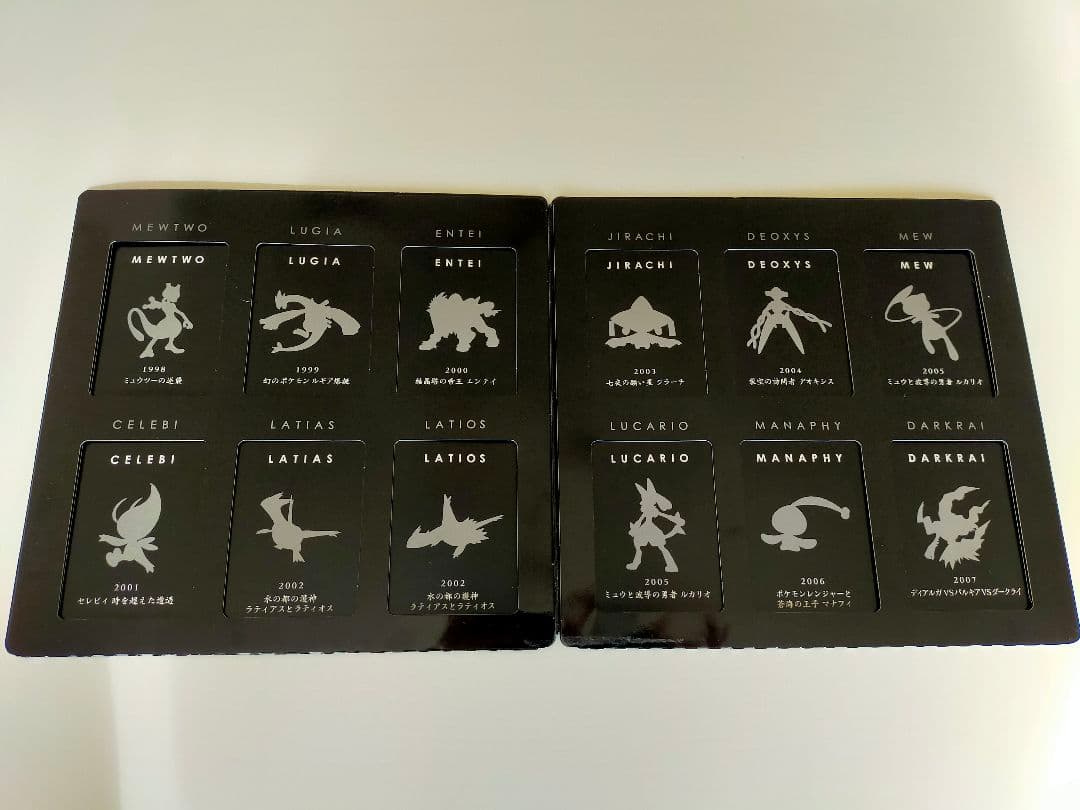 MEWTWO
LUGIA
ENTEI
MEWTWO
LUGIA
ENTEI
1998
ミュウツーの逆襲
1999
幻のポケモン ルギア爆誕
2000
結晶塔の帝王 エンテイ
CELEBI
LATIAS
LATIOS
CELEBI
LATIAS
LATIOS
2001
セレビィ 時を超えた遭遇
2002
水の都の護神
ラティアスとラティオス
2002
水の都の護神
ラティアスとラティオス
JIRACHI
DEOXYS
MEW
JIRACHI
DEOXYS
MEW
2003
七夜の願い星 ジラーチ
2004
裂空の訪問者 デオキシス
2005
ミュウと波導の勇者 ルカリオ
LUCARIO
MANAPHY
DARKRAI
LUCARIO
MANAPHY
DARKRAI
2005
ミュウと波導の勇者 ルカリオ
2006
ポケモンレンジャーと
蒼海の王子 マナフィ
2007
ディアルガVSパルキアVSダークライ